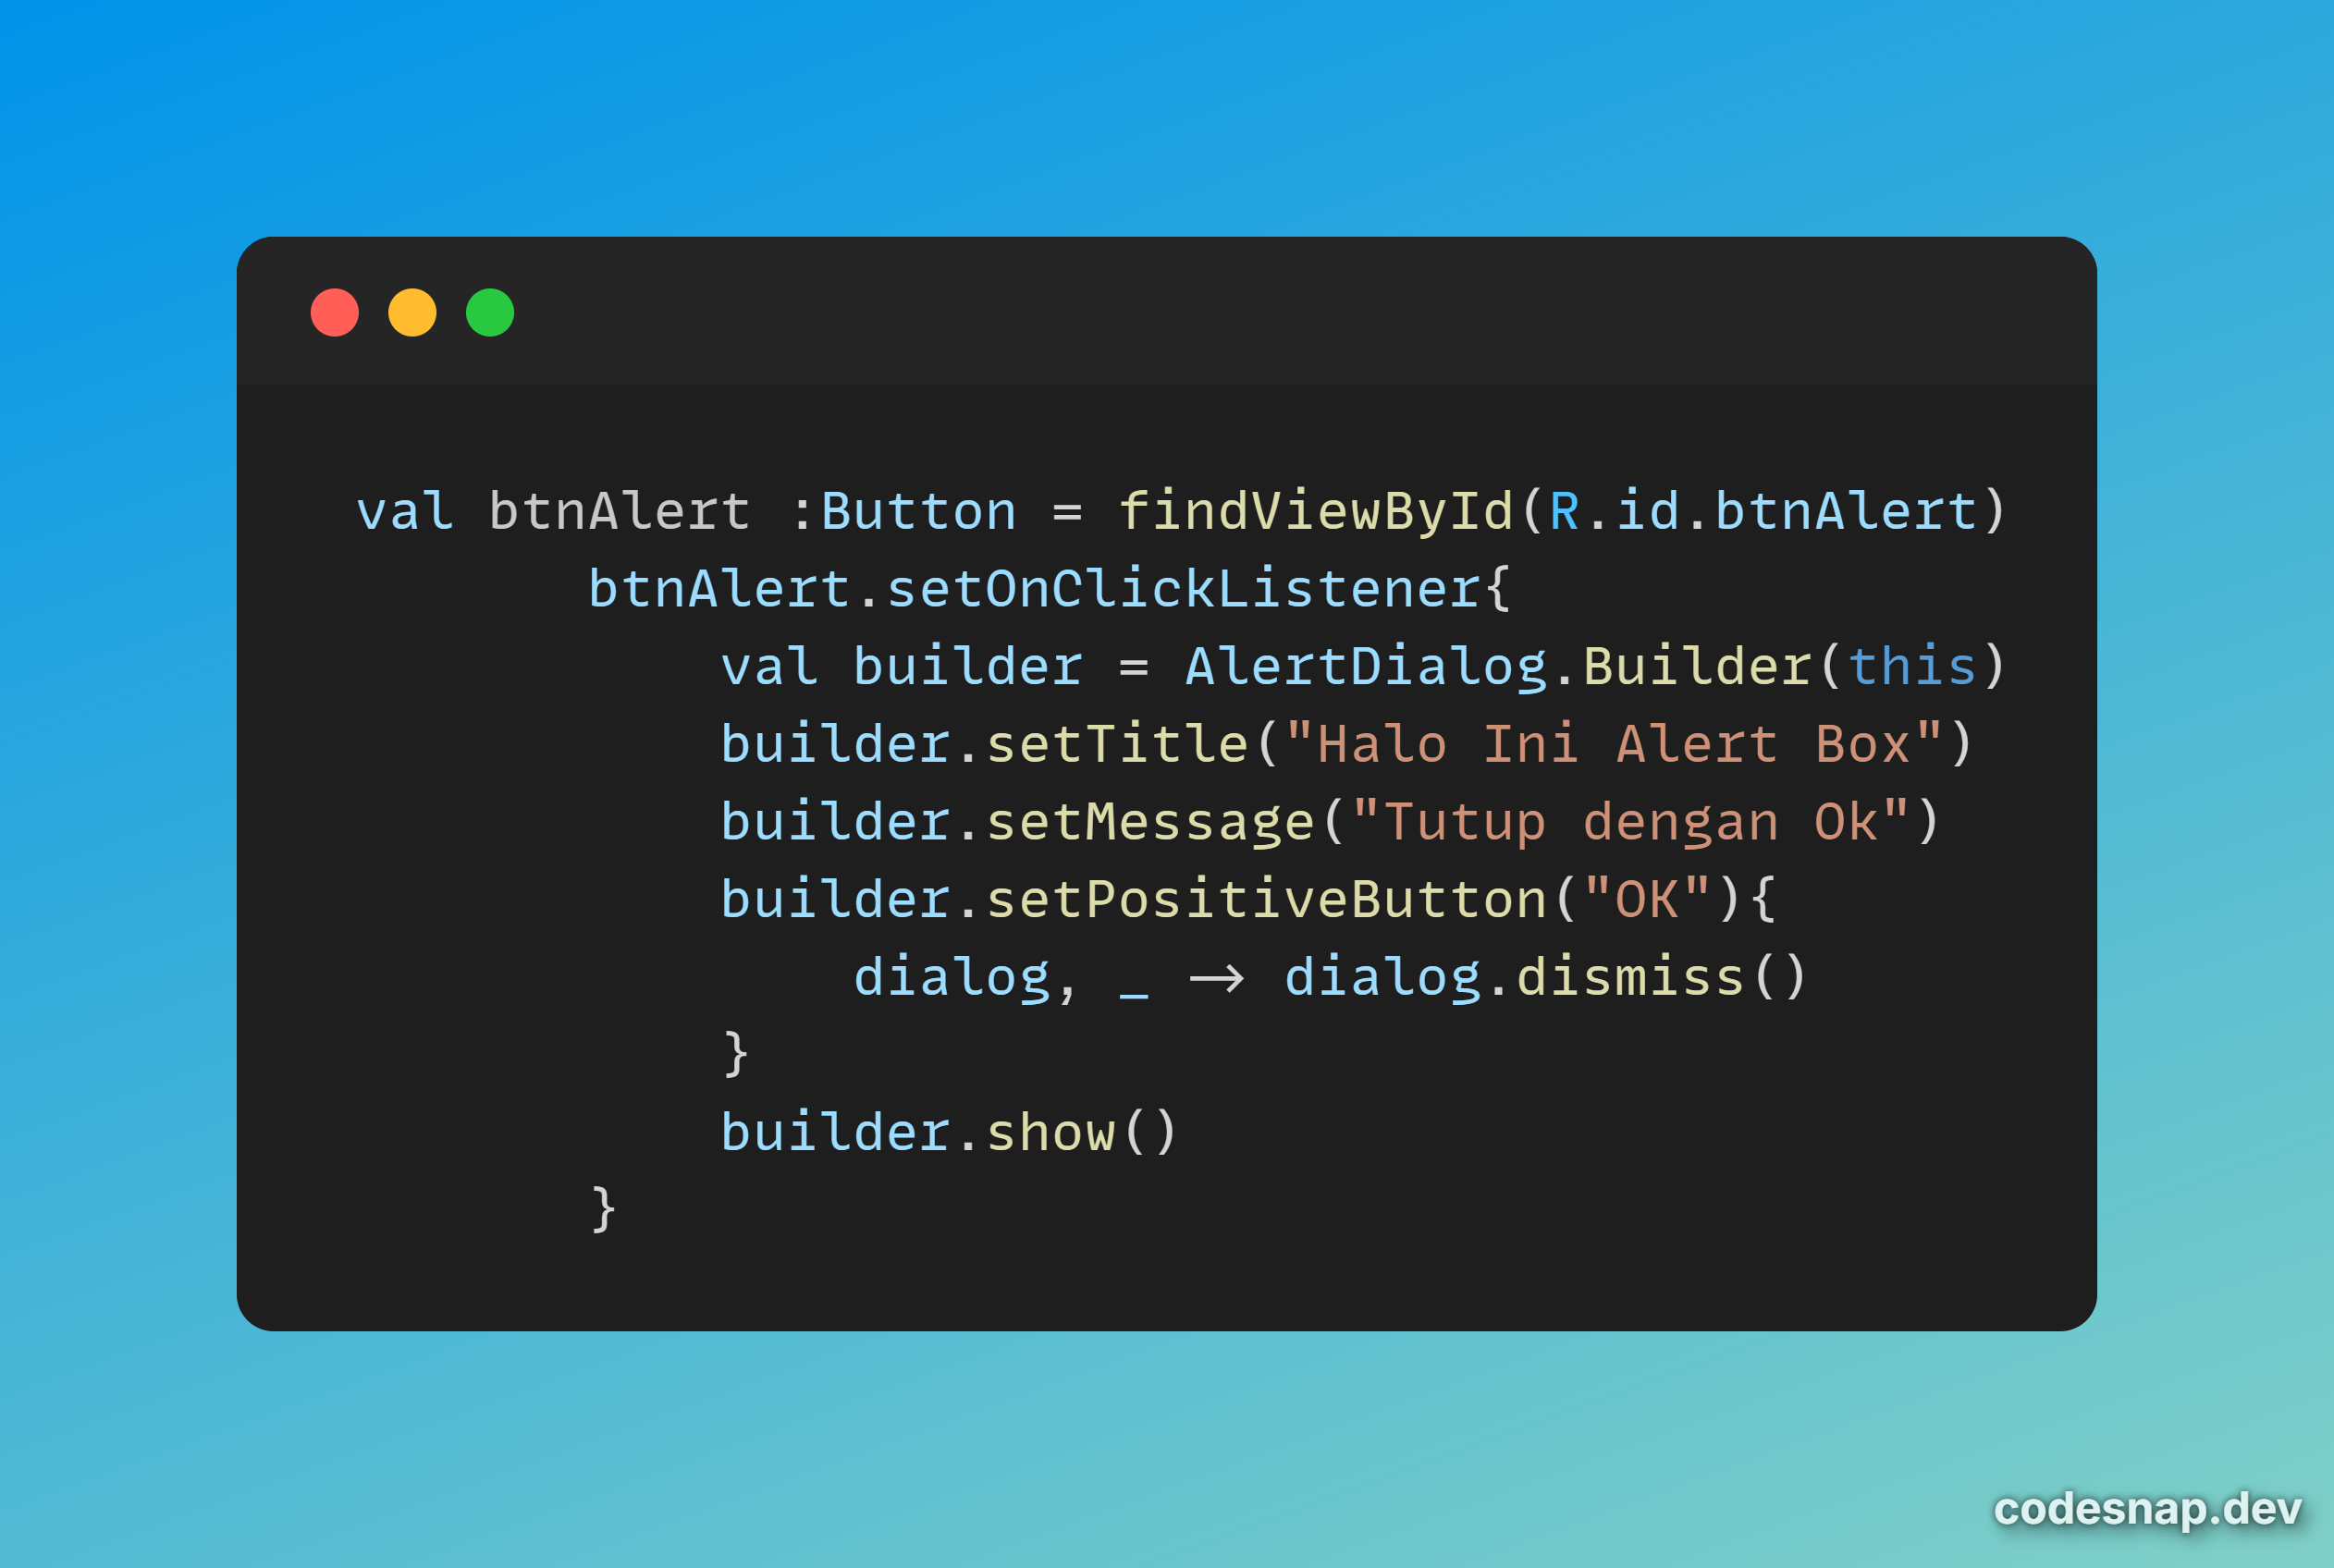 val btnAlert :Button = findViewById(R.id.btnAlert)
        btnAlert.setOnClickListener{
            val builder = AlertDialog.Builder(this)
            builder.setTitle("Halo Ini Alert Box")
            builder.setMessage("Tutup dengan Ok")
            builder.setPositiveButton("OK"){
                dialog, _ -> dialog.dismiss()
            }
            builder.show()
        }
codesnap.dev